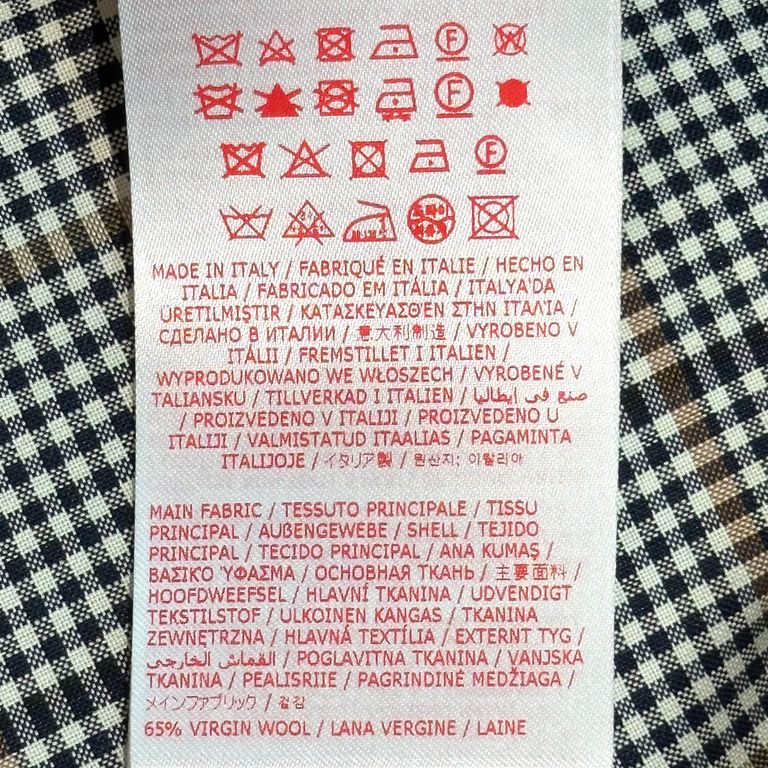 MADE IN ITALY / FABRIQUÉ EN ITALIE / HECHO EN
ITALIA / FABRICADO EM ITÁLIA / ITALYA'DA
ÜRETILMIŞTIR / ΚΑΤΑΣΚΕΥΑΣΘ'ΕΝ ΣΤΗΝ ΙΤΑΛΊΑ /
СДЕЛАНО В ИТАЛИИ / 意大利制造 / VYROBENO V
ITÁLII / FREMSTILLET I ITALIEN /
WYPRODUKOWANO WE WŁOSZECH / VYROBENÉ V
TALIANSKU / TILLVERKAD I ITALIEN / صنع في ايطاليا
/ PROIZVEDENO V ITALIJI / PROIZVEDENO U
ITALIJI / VALMISTATUD ITAALIAS / PAGAMINTA
ITALIJOJE / イタリア製 / 원산지: 이탈리아
MAIN FABRIC / TESSUTO PRINCIPALE / TISSU
PRINCIPAL / AUßENGEWEBE / SHELL / TEJIDO
PRINCIPAL / TECIDO PRINCIPAL / ANA KUMAŞ /
ΒΑΣΙΚΟ ΎΦΑΣΜΑ / ОСНОВНАЯ ТКАНЬ / 主要面料 /
HOOFDWEEFSEL / HLAVNÍ TKANINA / UDVENDIGT
TEKSTILSTOF / ULKOINEN KANGAS / TKANINA
ZEWNĘTRZNA / HLAVNÁ TEXTÍLIA / EXTERNT TYG /
القماش الخارجي / POGLAVITNA TKANINA / VANJSKA
TKANINA / PEALISRIIE / PAGRINDINĖ MEDŽIAGA /
メインファブリック / 겉감
65% VIRGIN WOOL / LANA VERGINE / LAINE